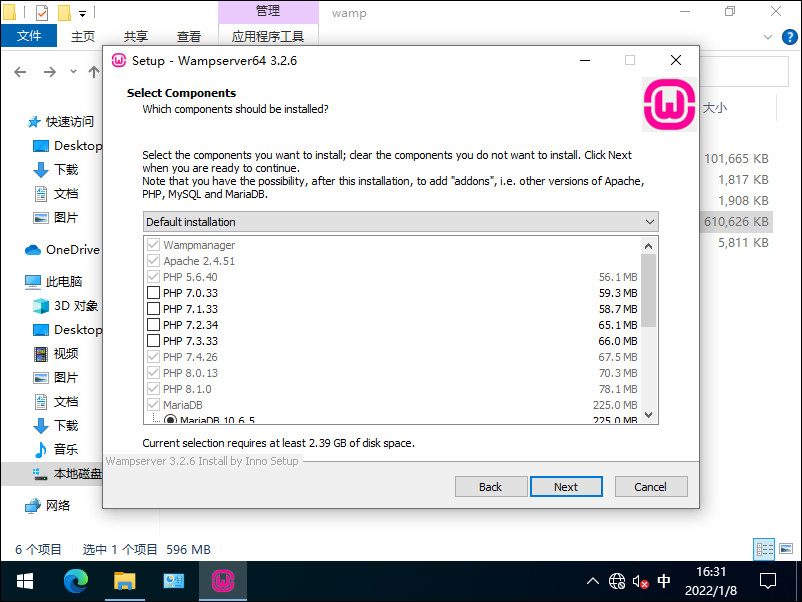 管理
wamp
文件
主页
共享
查看
应用程序工具
Setup - Wampserver64 3.2.6
Select Components
Which components should be installed?
Select the components you want to install; clear the components you do not want to install. Click Next
when you are ready to continue.
Note that you have the possibility, after this installation, to add "addons", i.e. other versions of Apache,
PHP, MySQL and MariaDB.
Default installation
Wampmanager
Apache 2.4.51
PHP 5.6.40 56.1 MB
PHP 7.0.33 59.3 MB
PHP 7.1.33 58.7 MB
PHP 7.2.34 65.1 MB
PHP 7.3.33 66.0 MB
PHP 7.4.26 67.5 MB
PHP 8.0.13 70.3 MB
PHP 8.1.0 78.1 MB
MariaDB 225.0 MB
MariaDB 10.6.5 225.0 MB
Current selection requires at least 2.39 GB of disk space.
Wampserver 3.2.6 Install by Inno Setup
Back
Next
Cancel
快速访问
Desktop
下载
文档
图片
OneDrive
此电脑
3D 对象
Desktop
视频
图片
文档
下载
音乐
本地磁盘
网络
大小
101,665 KB
1,817 KB
1,908 KB
610,626 KB
5,811 KB
6 个项目
选中 1 个项目 596 MB
中
16:31
2022/1/8